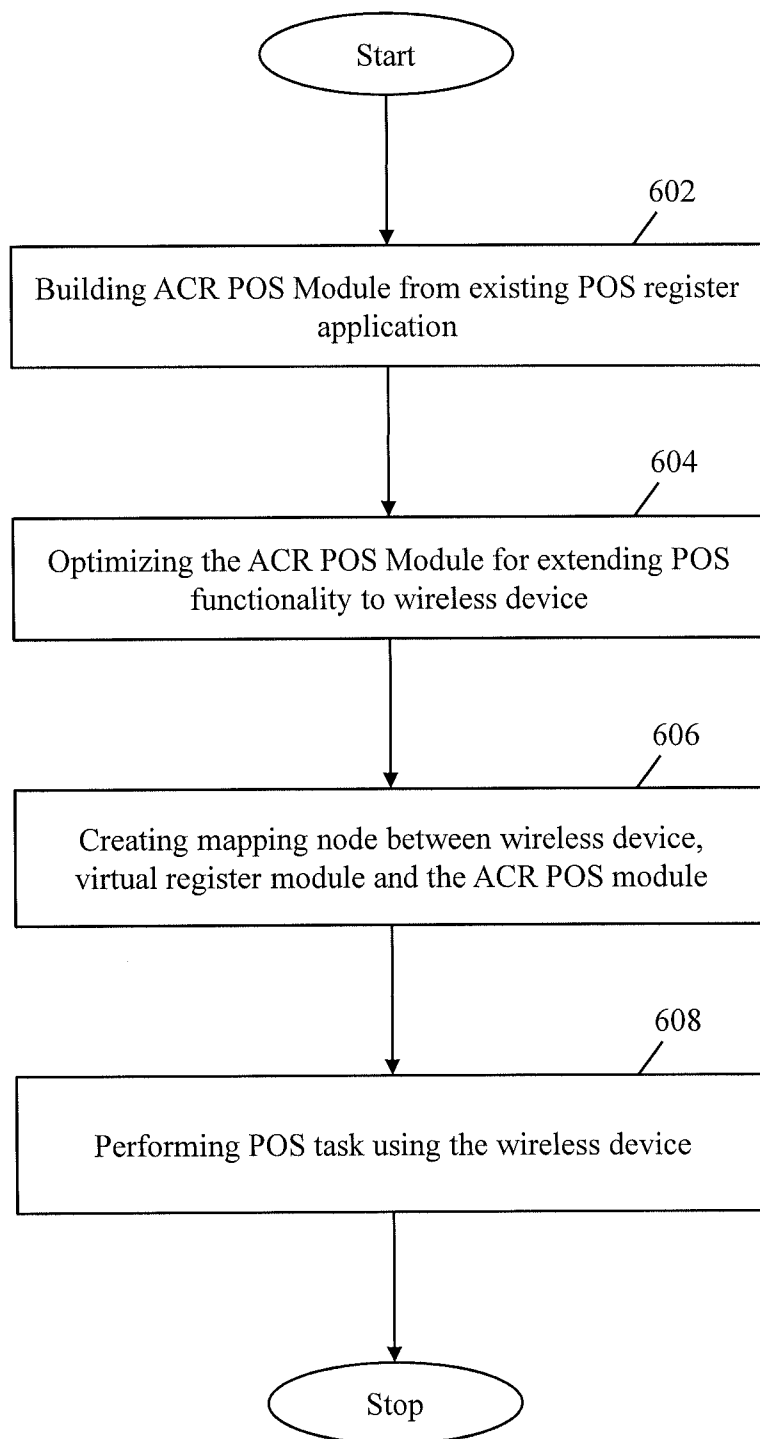 Start
602
Building ACR POS Module from existing POS register
application
604
Optimizing the ACR POS Module for extending POS
functionality to wireless device
606
Creating mapping node between wireless device,
virtual register module and the ACR POS module
608
Performing POS task using the wireless device
Stop